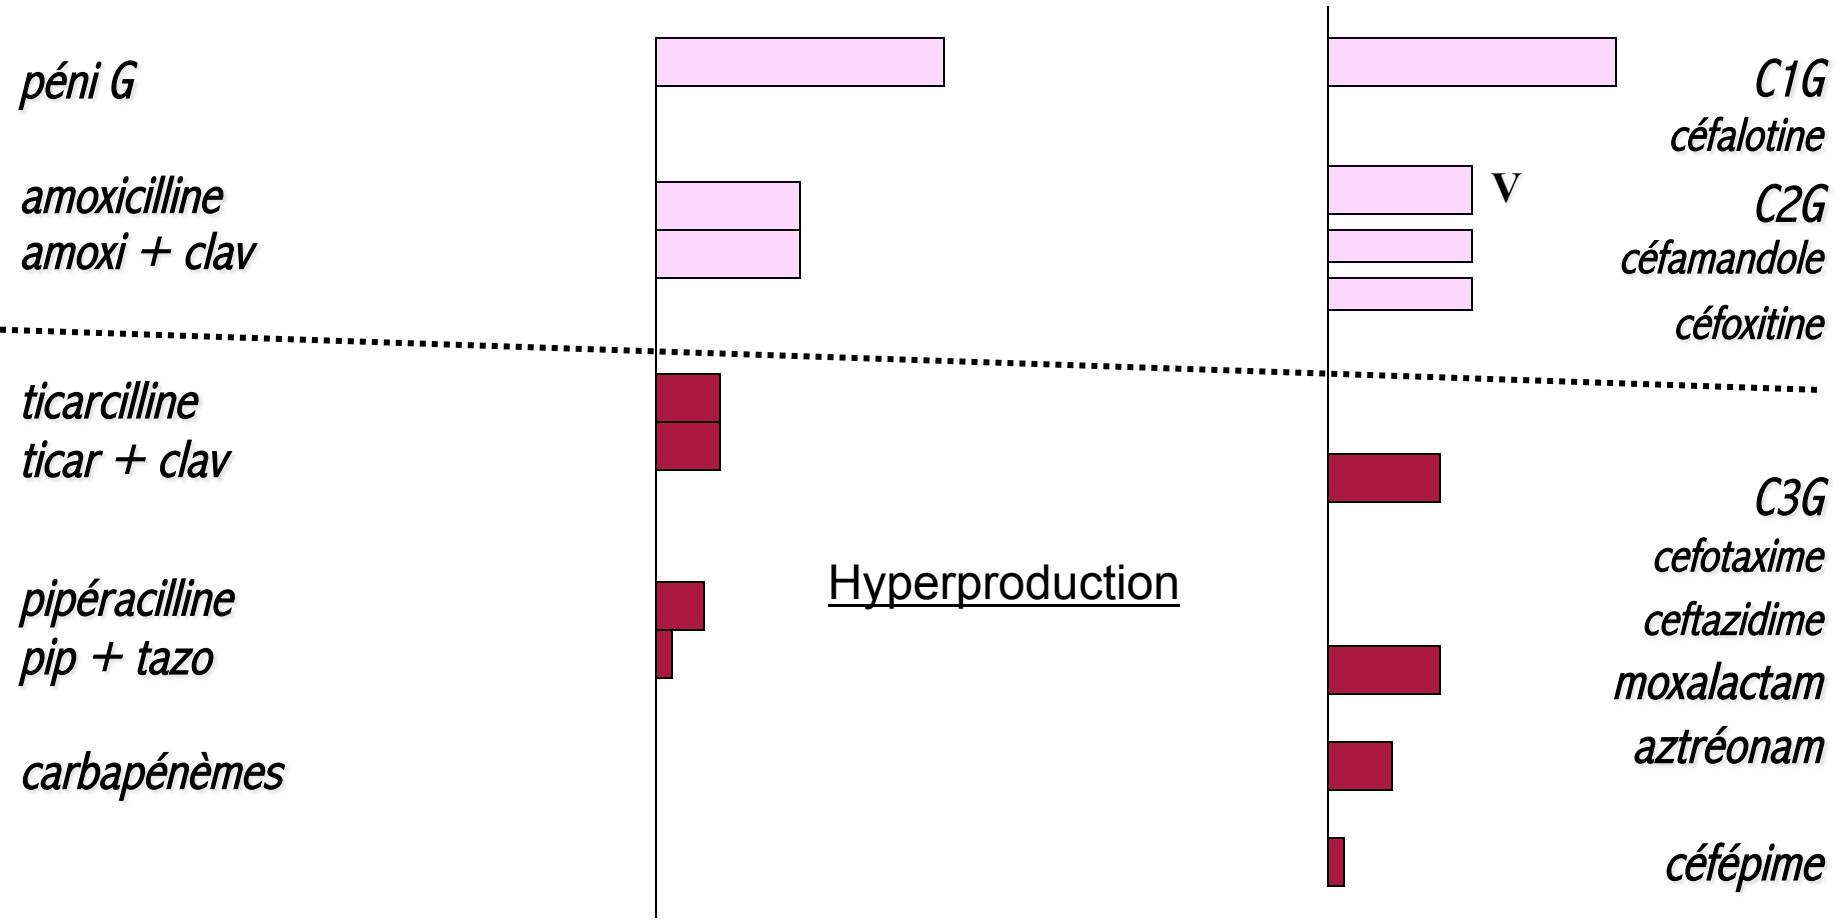 péni G
amoxicilline
amoxi + clav
ticarcilline
ticar + clav
pipéracilline
pip + tazo
carbapénèmes
Hyperproduction
V
C1G
céfalotine
C2G
céfamandole
céfoxitine
C3G
cefotaxime
ceftazidime
moxalactam
aztréonam
céfépime